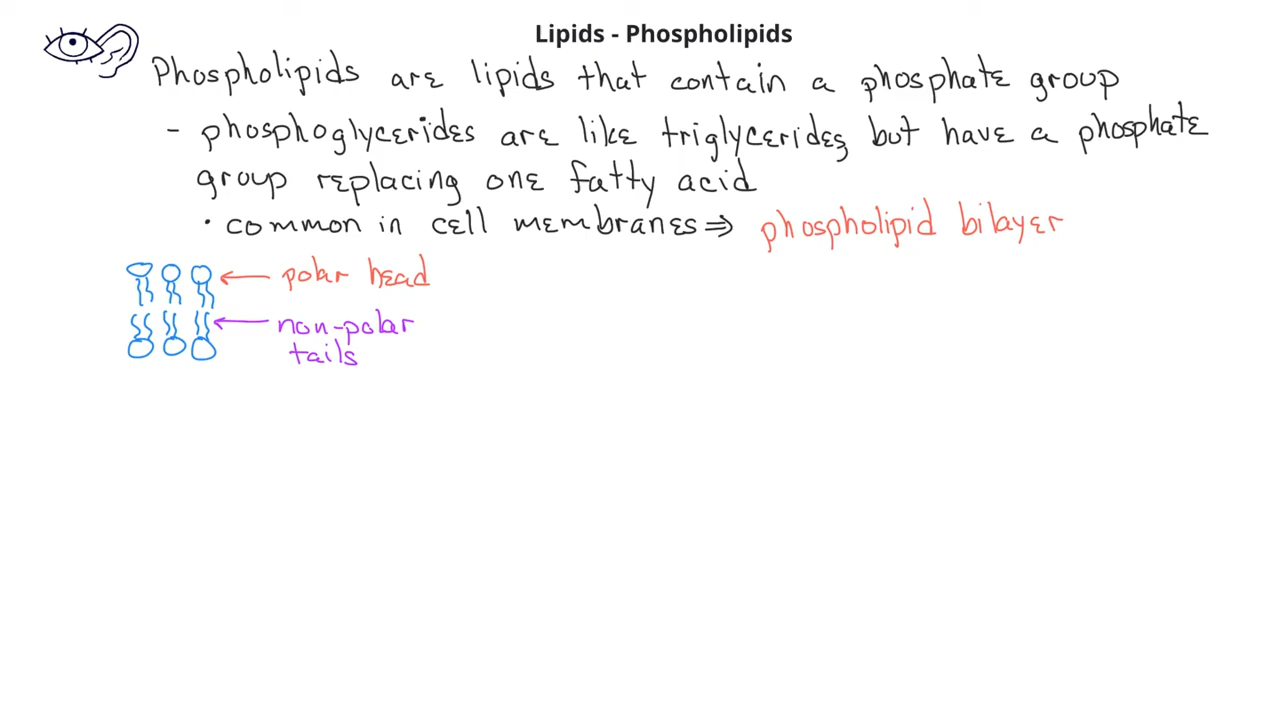 Lipids - Phospholipids
Phospholipids are lipids that contain a phosphate group
- phosphoglycerides are like triglycerides but have a phosphate
group replacing one fatty acid
• common in cell membranes ⇒ phospholipid bilayer
← polar head
← non-polar
tails